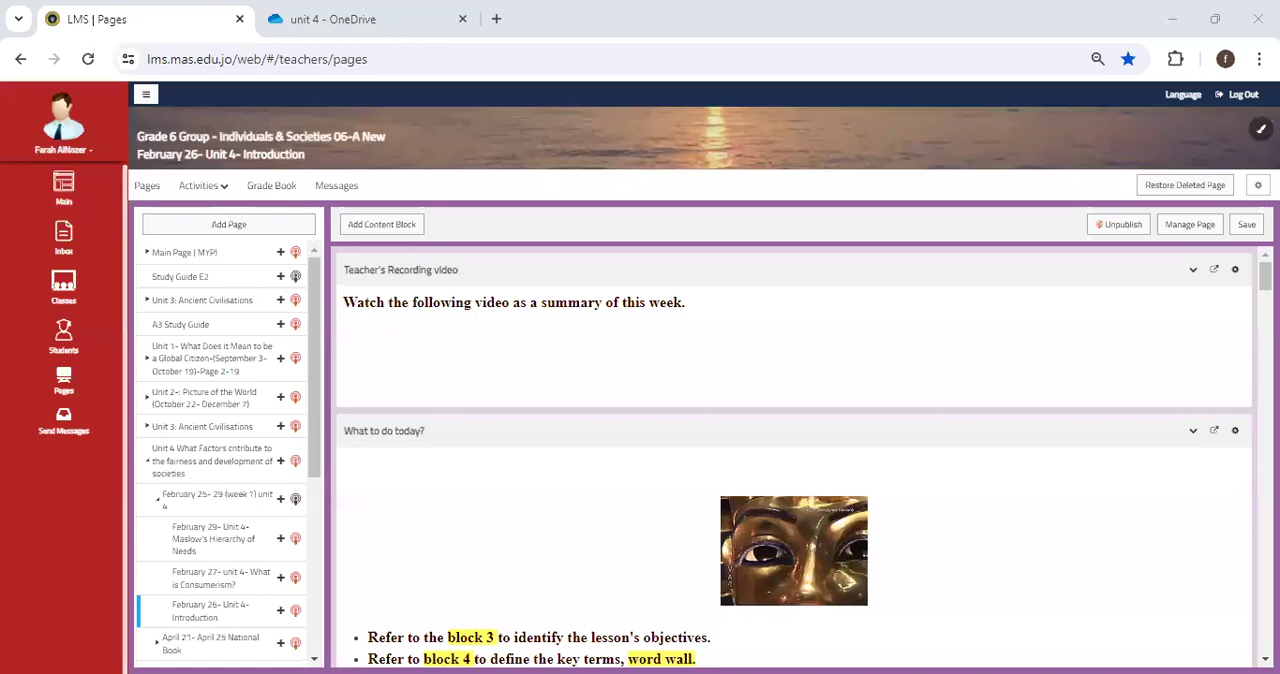 LMS | Pages
unit 4 - OneDrive
lms.mas.edu.jo/web/#/teachers/pages
f
Language
Log Out
Farah AlNazer
Grade 6 Group - Individuals & Societies 06-A New
February 26- Unit 4- Introduction
Pages
Activities
Grade Book
Messages
Restore Deleted Page
Main
Inbox
Classes
Students
Pages
Send Messages
Add Page
Main Page ( MYP)
Study Guide E2
Unit 3: Ancient Civilisations
A3 Study Guide
Unit 1- What Does it Mean to be
a Global Citizen-(September 3-
October 19)-Page 2-19
Unit 2-: Picture of the World
(October 22- December 7)
Unit 3: Ancient Civilisations
Unit 4 What Factors cntribute to
the fairness and development of
societies
February 25- 29 (week 1) unit
4
February 29- Unit 4-
Maslow's Hierarchy of
Needs
February 27- unit 4- What
is Consumerism?
February 26- Unit 4-
Introduction
April 21- April 25 National
Book
Add Content Block
Unpublish
Manage Page
Save
Teacher's Recording video
Watch the following video as a summary of this week.
What to do today?
Refer to the block 3 to identify the lesson's objectives.
Refer to block 4 to define the key terms, word wall.